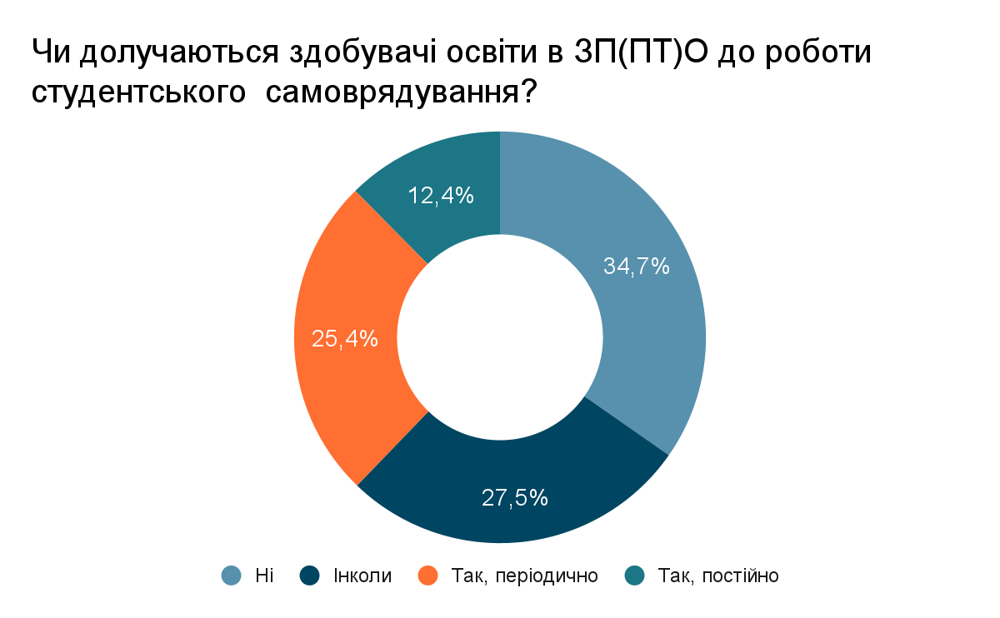 Чи долучаються здобувачі освіти в ЗП(ПТ)О до роботи
студентського  самоврядування?
12,4%
34,7%
25,4%
27,5%
Ні
Інколи
Так, періодично
Так, постійно